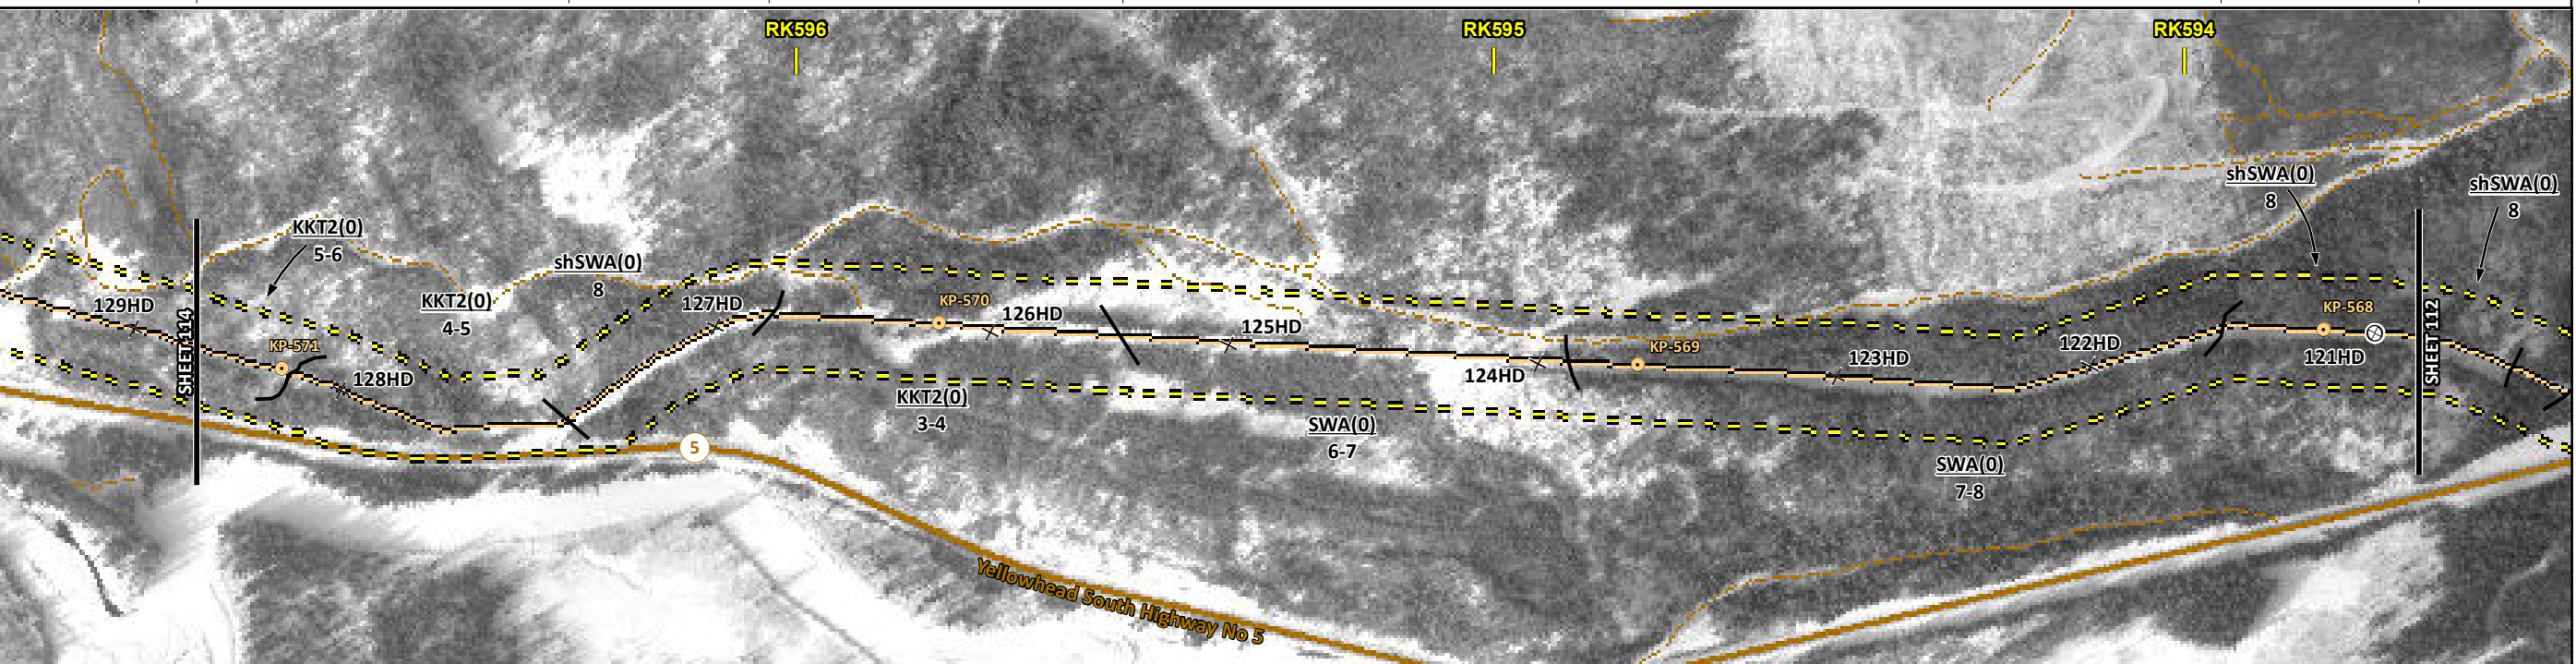 RK596
RK595
RK594
shSWA(0)
8
shSWA(0)
8
KKT2(0)
5-6
shSWA(0)
8
KKT2(0)
4-5
129HD
SHEET 114
KP-571
128HD
127HD
KP-570
126HD
125HD
124HD
KP-569
123HD
122HD
KP-568
121HD
SHEET 112
KKT2(0)
3-4
SWA(0)
6-7
SWA(0)
7-8
5
Yellowhead South Highway No 5